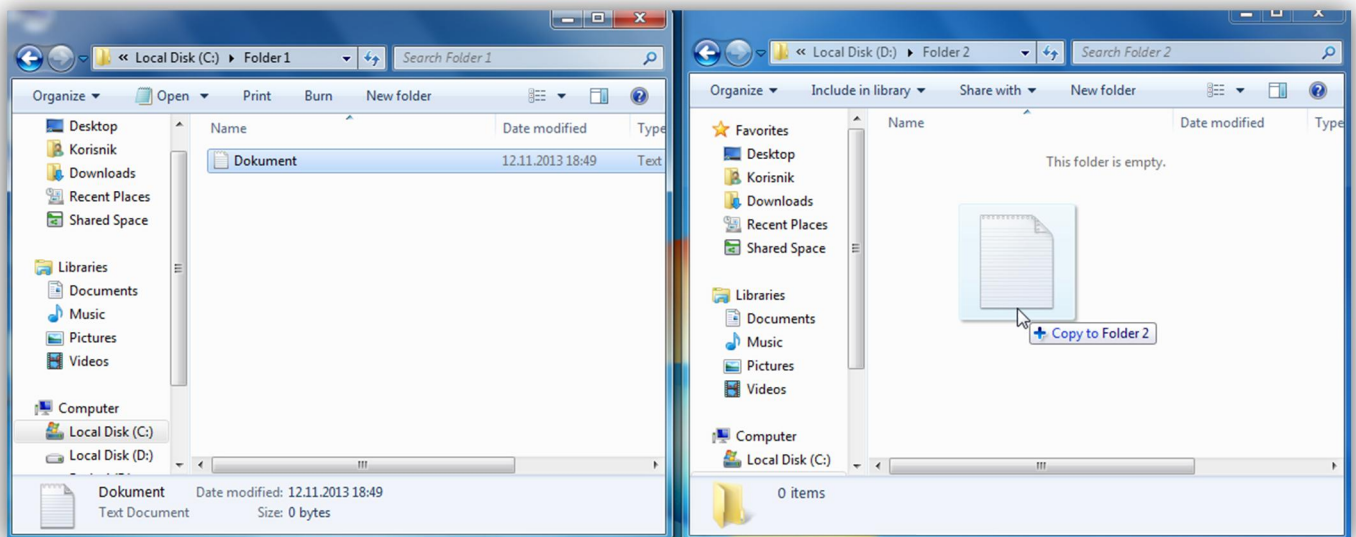 « Local Disk (C:) ▸ Folder 1
Search Folder 1
Organize
Open
Print
Burn
New folder
Name
Date modified
Type
Desktop
Korisnik
Downloads
Recent Places
Shared Space
Libraries
Documents
Music
Pictures
Videos
Computer
Local Disk (C:)
Local Disk (D:)
Dokument
12.11.2013 18:49
Text
Dokument
Date modified: 12.11.2013 18:49
Text Document
Size: 0 bytes
« Local Disk (D:) ▸ Folder 2
Search Folder 2
Organize
Include in library
Share with
New folder
Name
Date modified
Type
This folder is empty.
Favorites
Desktop
Korisnik
Downloads
Recent Places
Shared Space
Libraries
Documents
Music
Pictures
Videos
Computer
Local Disk (C:)
Copy to Folder 2
0 items